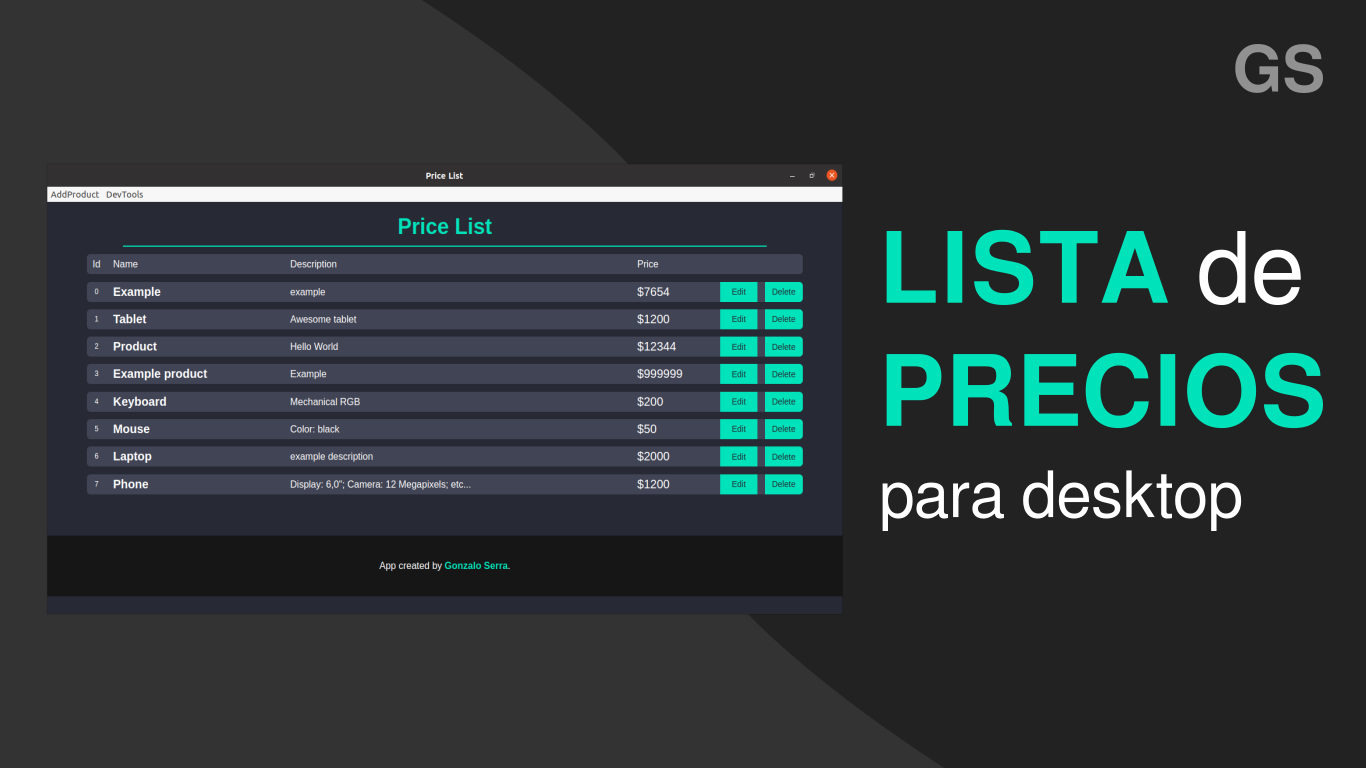 GS
Price List
AddProduct DevTools
Price List
Id Name Description Price
0 Example example $7654 Edit Delete
1 Tablet Awesome tablet $1200 Edit Delete
2 Product Hello World $12344 Edit Delete
3 Example product Example $999999 Edit Delete
4 Keyboard Mechanical RGB $200 Edit Delete
5 Mouse Color: black $50 Edit Delete
6 Laptop example description $2000 Edit Delete
7 Phone Display: 6,0"; Camera: 12 Megapixels; etc... $1200 Edit Delete
App created by Gonzalo Serra.
LISTA de
PRECIOS
para desktop